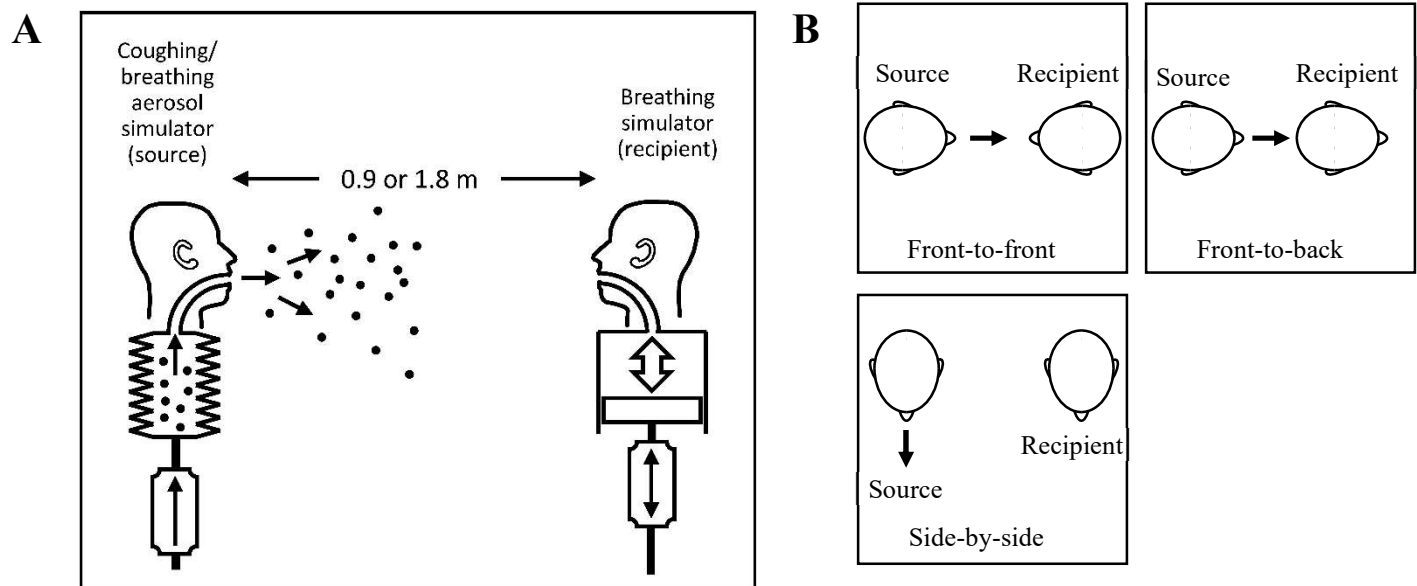 A
Coughing/
breathing
aerosol
simulator
(source)
Breathing
simulator
(recipient)
0.9 or 1.8 m
B
Source Recipient
Front-to-front
Source Recipient
Front-to-back
Recipient
Source
Side-by-side